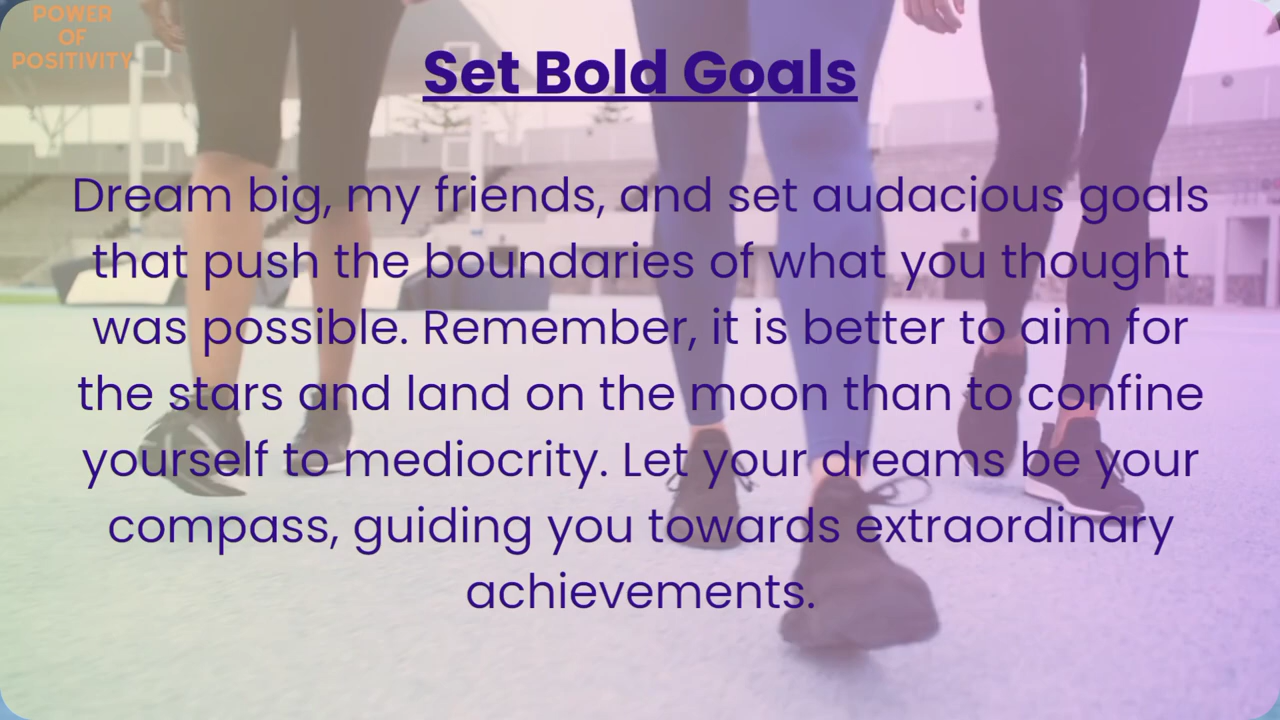 POWER
OF
POSITIVITY
Set Bold Goals
Dream big, my friends, and set audacious goals
that push the boundaries of what you thought
was possible. Remember, it is better to aim for
the stars and land on the moon than to confine
yourself to mediocrity. Let your dreams be your
compass, guiding you towards extraordinary
achievements.